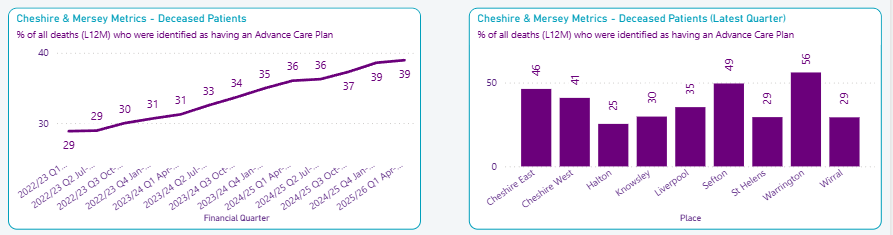 Cheshire & Mersey Metrics - Deceased Patients
% of all deaths (L12M) who were identified as having an Advance Care Plan
40
30
29
29
30
31
31
33
34
35
36
36
37
39
39
2022/23 Q1...
2022/23 Q2 Jul-...
2022/23 Q3 Oct-...
2022/23 Q4 Jan-...
2023/24 Q1 Apr-...
2023/24 Q2 Jul-...
2023/24 Q3 Oct-...
2023/24 Q4 Jan-...
2024/25 Q1 Apr-...
2024/25 Q2 Jul-...
2024/25 Q3 Oct-...
2024/25 Q4 Jan-...
2025/26 Q1 Apr-...
Financial Quarter
Cheshire & Mersey Metrics - Deceased Patients (Latest Quarter)
% of all deaths (L12M) who were identified as having an Advance Care Plan
50
0
46
41
25
30
35
49
29
56
29
Cheshire East
Cheshire West
Halton
Knowsley
Liverpool
Sefton
St Helens
Warrington
Wirral
Place